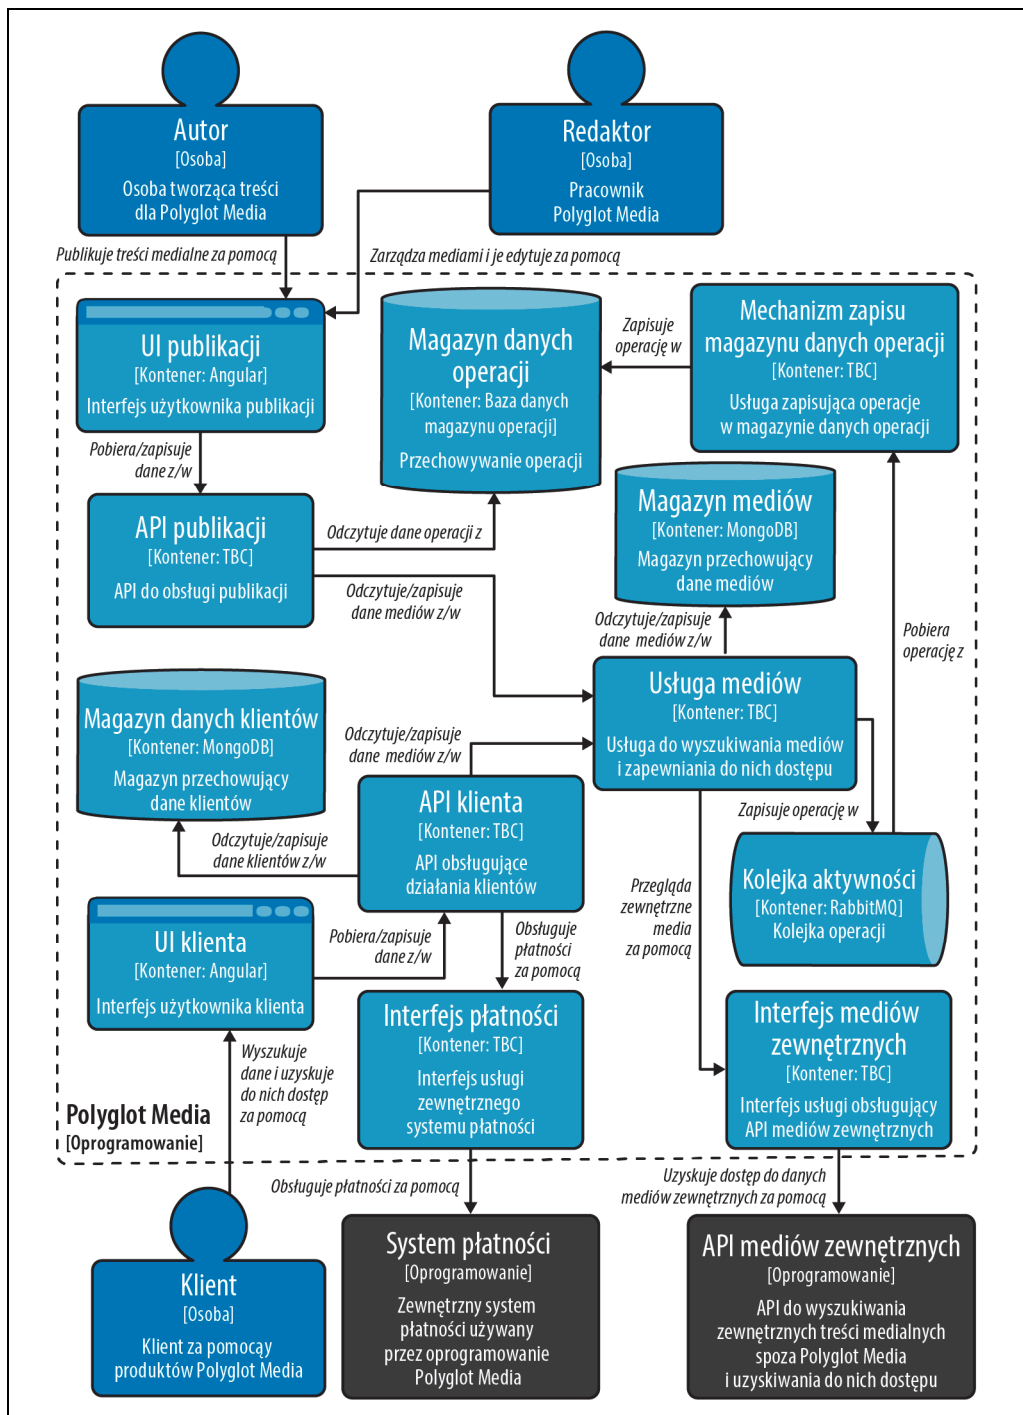 Autor
[Osoba]
Osoba tworząca treści
dla Polyglot Media
Redaktor
[Osoba]
Pracownik
Polyglot Media
Publikuje treści medialne za pomocą
Zarządza mediami i je edytuje za pomocą
UI publikacji
[Kontener: Angular]
Interfejs użytkownika publikacji
Magazyn danych
operacji
[Kontener: Baza danych
magazynu operacji]
Przechowywanie operacji
Zapisuje
operację w
Mechanizm zapisu
magazynu danych operacji
[Kontener: TBC]
Usługa zapisująca operacje
w magazynie danych operacji
Pobiera/zapisuje
dane z/w
API publikacji
[Kontener: TBC]
API do obsługi publikacji
Odczytuje dane operacji z
Odczytuje/zapisuje
dane mediów z/w
Magazyn mediów
[Kontener: MongoDB]
Magazyn przechowujący
dane mediów
Odczytuje/zapisuje
dane mediów z/w
Pobiera
operację z
Magazyn danych klientów
[Kontener: MongoDB]
Magazyn przechowujący
dane klientów
Odczytuje/zapisuje
dane mediów z/w
Usługa mediów
[Kontener: TBC]
Usługa do wyszukiwania mediów
i zapewniania do nich dostępu
API klienta
[Kontener: TBC]
API obsługujące
działania klientów
Zapisuje operację w
Odczytuje/zapisuje
dane klientów z/w
Kolejka aktywności
[Kontener: RabbitMQ]
Kolejka operacji
Przegląda
zewnętrzne
media
za pomocą
UI klienta
[Kontener: Angular]
Interfejs użytkownika klienta
Pobiera/zapisuje
dane z/w
Obsługuje
płatności
za pomocą
Interfejs płatności
[Kontener: TBC]
Interfejs usługi
zewnętrznego
systemu płatności
Interfejs mediów
zewnętrznych
[Kontener: TBC]
Interfejs usługi obsługujący
API mediów zewnętrznych
Wyszukuje
dane i uzyskuje
do nich dostęp
za pomocą
Polyglot Media
[Oprogramowanie]
Obsługuje płatności za pomocą
Uzyskuje dostęp do danych
mediów zewnętrznych za pomocą
Klient
[Osoba]
Klient za pomocąy
produktów Polyglot Media
System płatności
[Oprogramowanie]
Zewnętrzny system
płatności używany
przez oprogramowanie
Polyglot Media
API mediów zewnętrznych
[Oprogramowanie]
API do wyszukiwania
zewnętrznych treści medialnych
spoza Polyglot Media
i uzyskiwania do nich dostępu